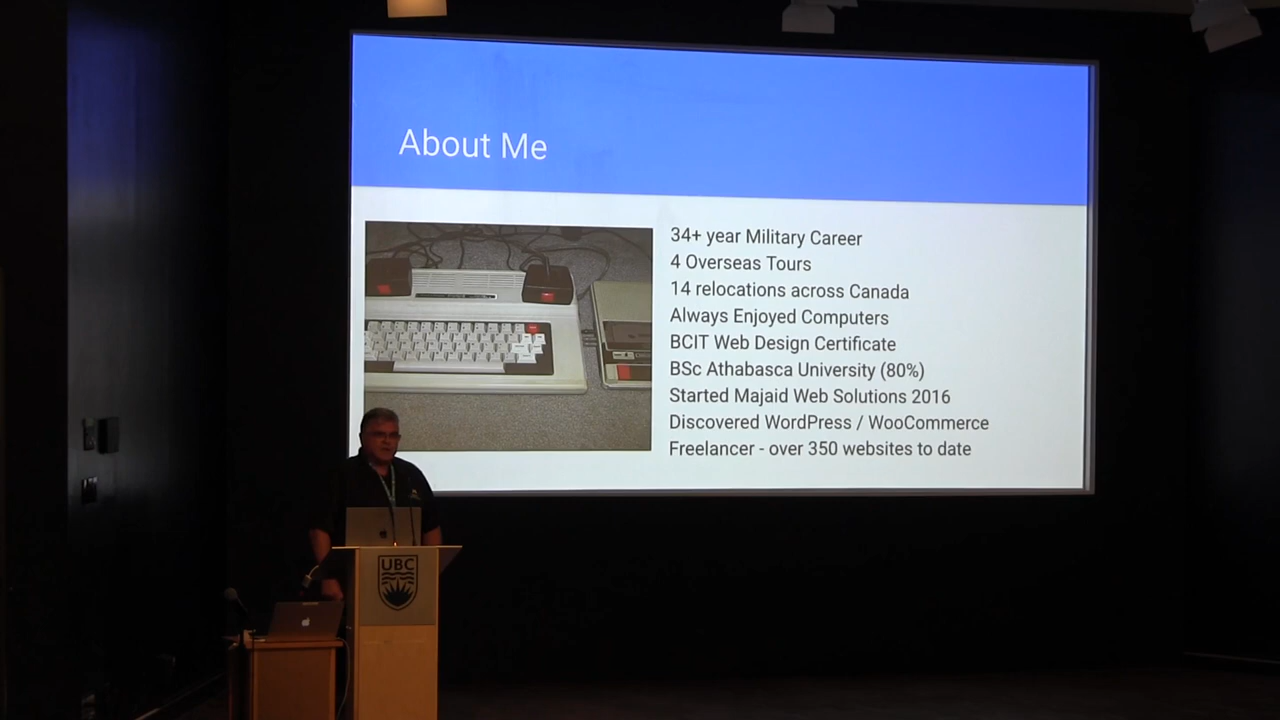 About Me
34+ year Military Career
4 Overseas Tours
14 relocations across Canada
Always Enjoyed Computers
BCIT Web Design Certificate
BSc Athabasca University (80%)
Started Majaid Web Solutions 2016
Discovered WordPress / WooCommerce
Freelancer - over 350 websites to date
UBC